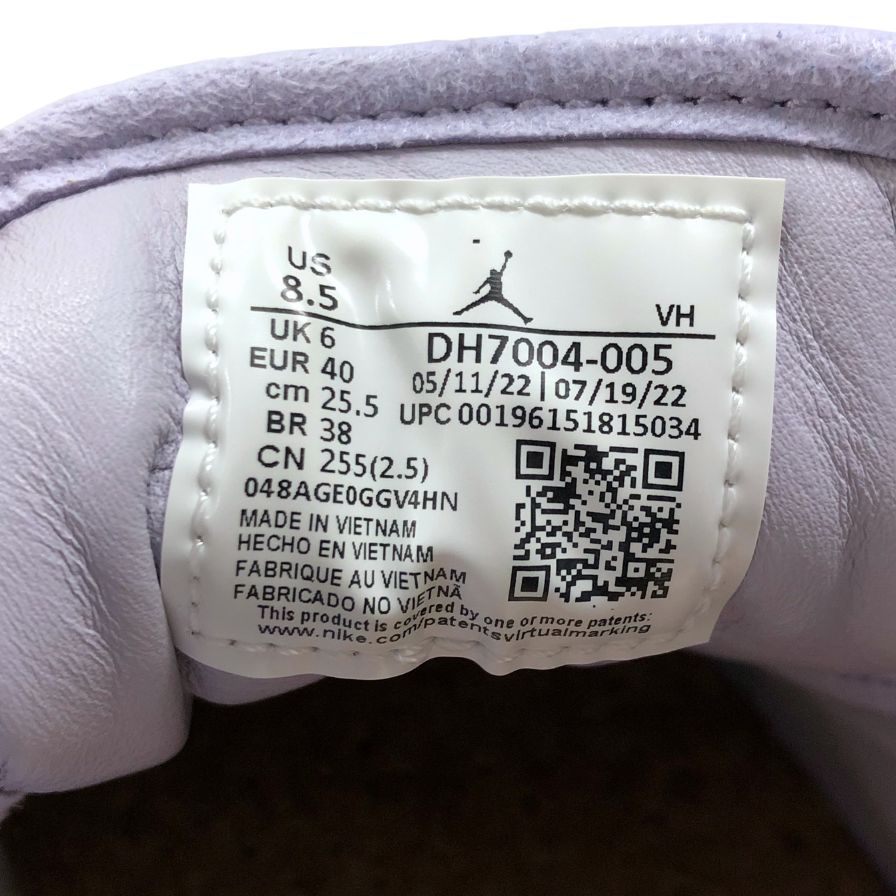 US
8.5
VH
UK 6
EUR 40
cm 25.5
BR 38
CN 255(2.5)
DH7004-005
05/11/22 | 07/19/22
UPC 00196151815034
048AGE0GGV4HN
MADE IN VIETNAM
HECHO EN VIETNAM
FABRIQUE AU VIETNAM
FABRICADO NO VIETNÃ
This product is covered by one or more patents:
www.nike.com/patentsvirtualmarking